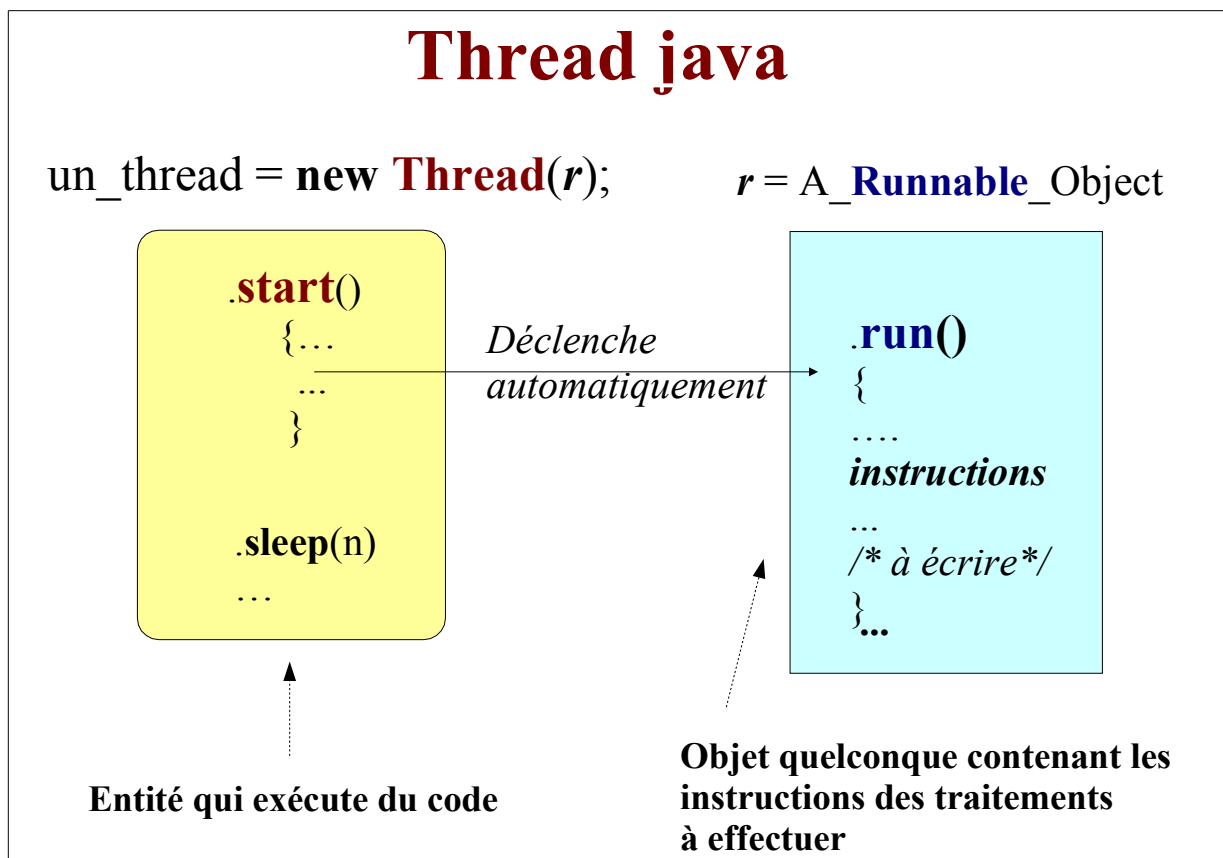 Thread java
un_thread = new Thread(r);
r = A_Runnable_Object
.start()
{…
...
}
.sleep(n)
…
Déclenche
automatiquement
.run()
{
….
instructions
...
/* à écrire*/
}...
Entité qui exécute du code
Objet quelconque contenant les
instructions des traitements
à effectuer